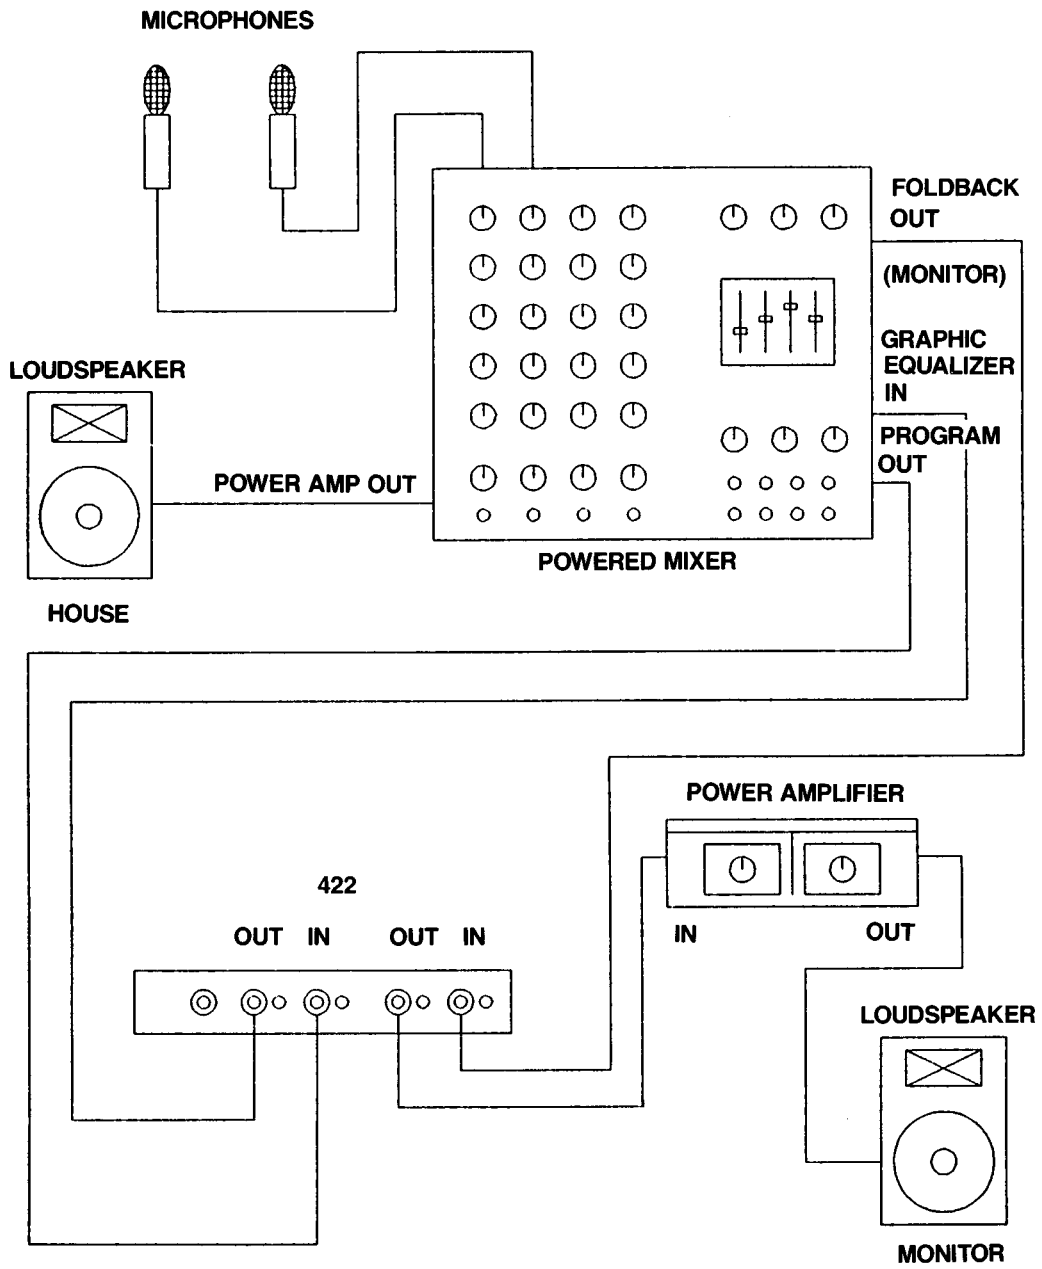 MICROPHONES
FOLDBACK
OUT
(MONITOR)
GRAPHIC
EQUALIZER
IN
LOUDSPEAKER
PROGRAM
OUT
POWER AMP OUT
POWERED MIXER
HOUSE
POWER AMPLIFIER
422
OUT IN OUT IN
IN OUT
LOUDSPEAKER
MONITOR